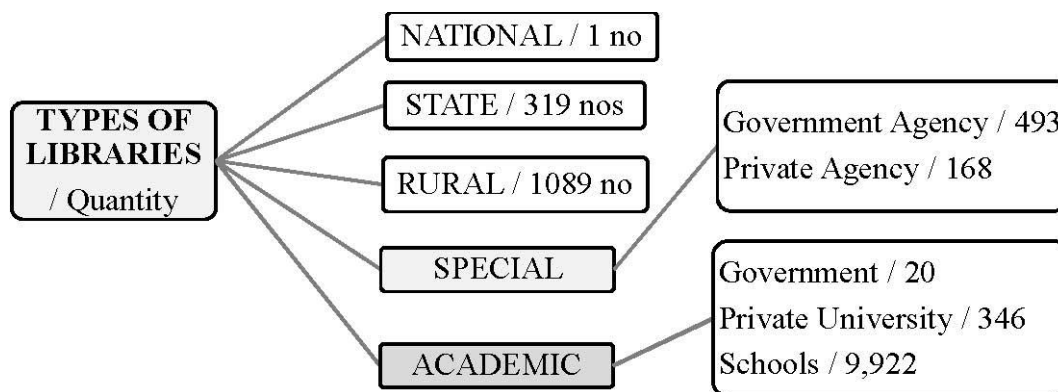 TYPES OF
LIBRARIES
/ Quantity
NATIONAL / 1 no
STATE / 319 nos
RURAL / 1089 no
SPECIAL
ACADEMIC
Government Agency / 493
Private Agency / 168
Government / 20
Private University / 346
Schools / 9,922